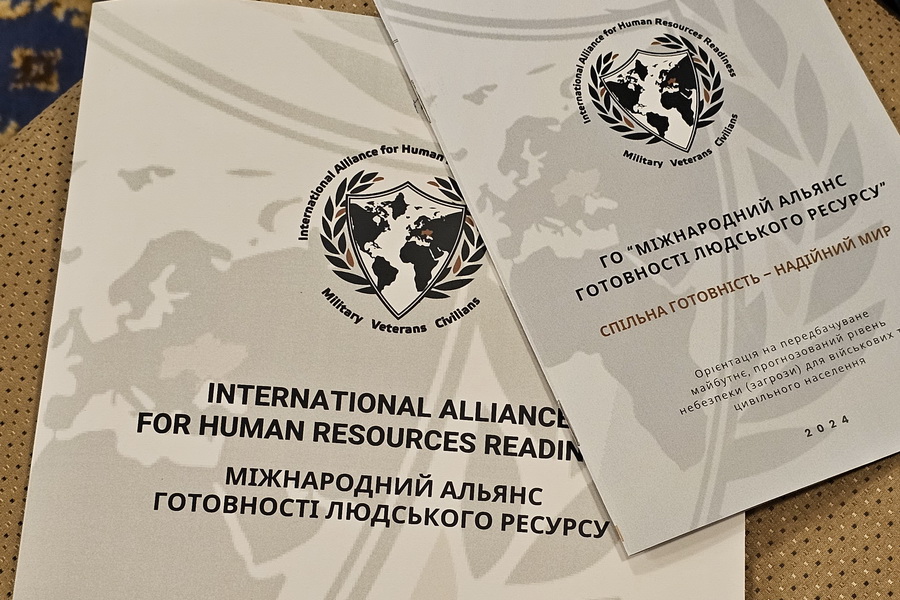 International Alliance for Human
Military Veterans Civilians
INTERNATIONAL ALLIANCE
FOR HUMAN RESOURCES READIN
МІЖНАРОДНИЙ АЛЬЯНС
ГОТОВНОСТІ ЛЮДСЬКОГО РЕСУРСУ
International Alliance for Human Resources Readiness
Military Veterans Civilians
ГО “МІЖНАРОДНИЙ АЛЬЯНС
ГОТОВНОСТІ ЛЮДСЬКОГО РЕСУРСУ”
СПІЛЬНА ГОТОВНІСТЬ – НАДІЙНИЙ МИР
Орієнтація на передбачуване
майбутнє, прогнозований рівень
небезпеки (загрози) для військових т
цивільного населення
2024